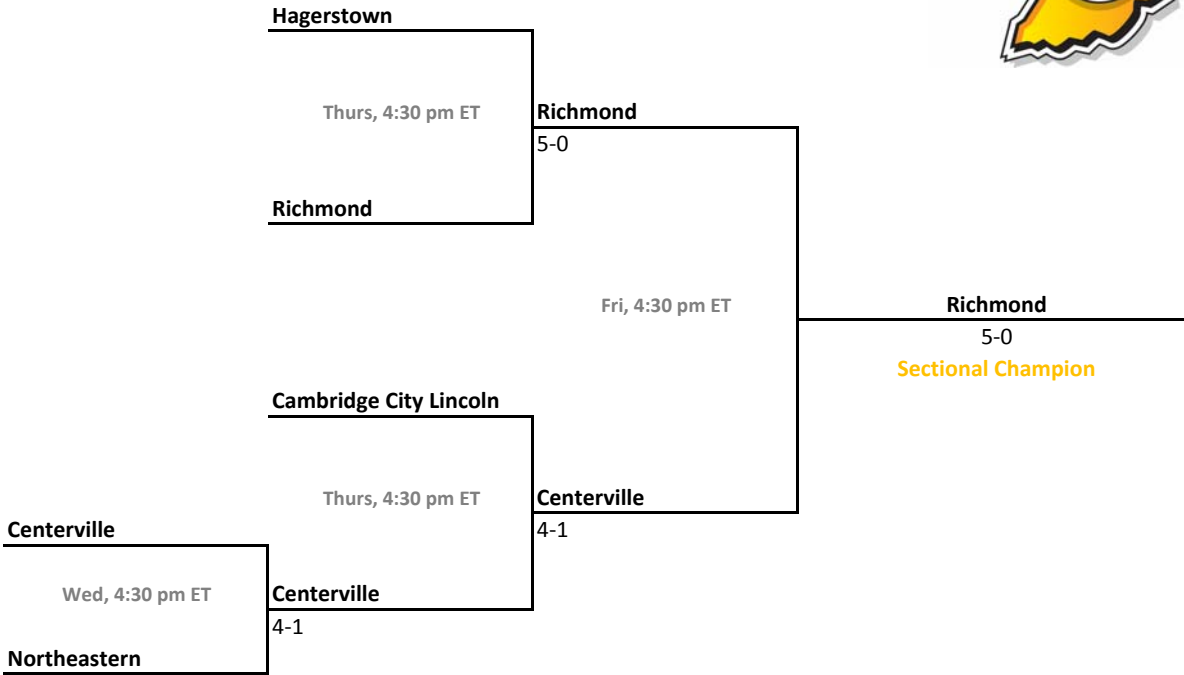 Hagerstown
Thurs, 4:30 pm ET
Richmond
5-0
Richmond
Fri, 4:30 pm ET
Richmond
5-0
Sectional Champion
Cambridge City Lincoln
Thurs, 4:30 pm ET
Centerville
4-1
Centerville
Wed, 4:30 pm ET
Centerville
4-1
Northeastern